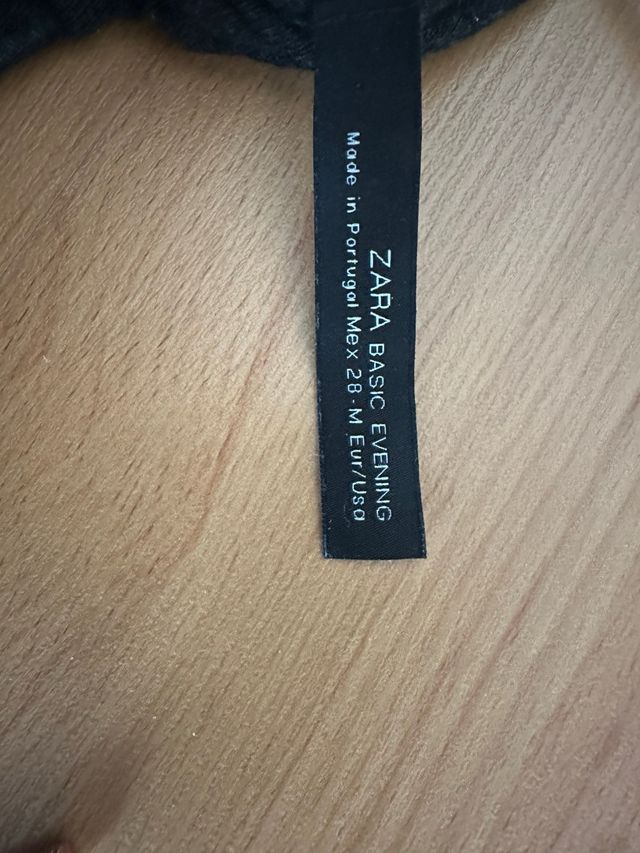 ZARA BASIC EVENING
Made in Portugal Mex 28 - M Eur/Usa